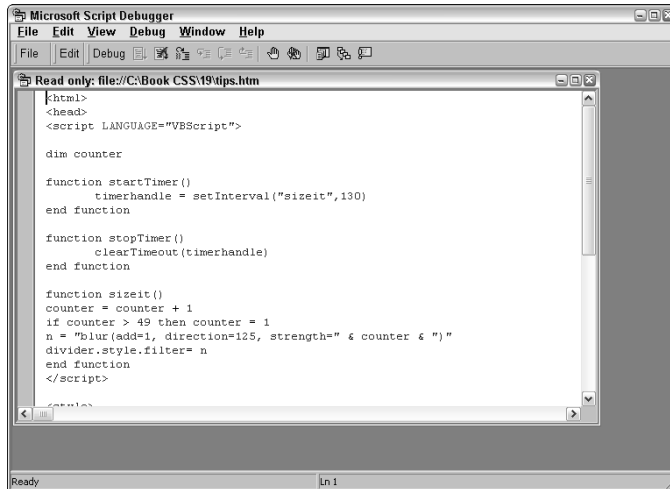 Microsoft Script Debugger
File Edit View Debug Window Help
File Edit Debug
Read only: file://C:\Book CSS\19\tips.htm
<html>
<head>
<script LANGUAGE="VBScript">
dim counter
function startTimer()
timerhandle = setInterval("sizeit",130)
end function
function stopTimer()
clearTimeout(timerhandle)
end function
function sizeit()
counter = counter + 1
if counter > 49 then counter = 1
n = "blur(add=1, direction=125, strength=" & counter & ")"
divider.style.filter= n
end function
</script>
<style>
Ready Ln 1